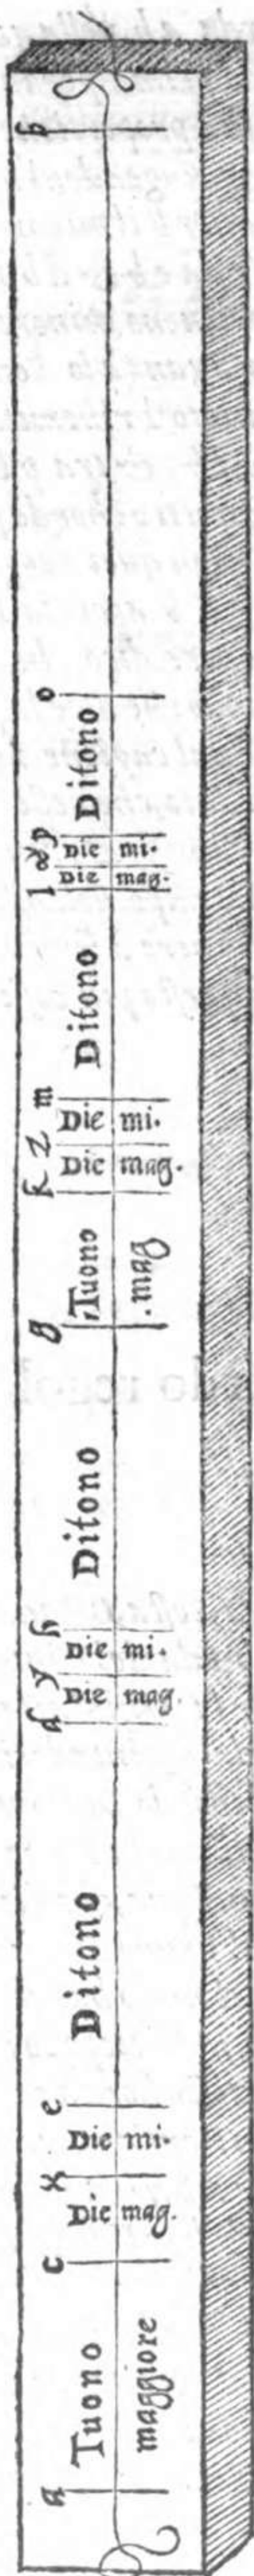 b
o
Ditono
p
Die mi.
&
Die mag.
l
Ditono
m
Die mi.
z
Die mag.
k
Tuono
mag.
g
Ditono
h
Die mi.
y
Die mag.
Ditono
e
Die mi.
x
Die mag.
c
Tuono
maggiore
a